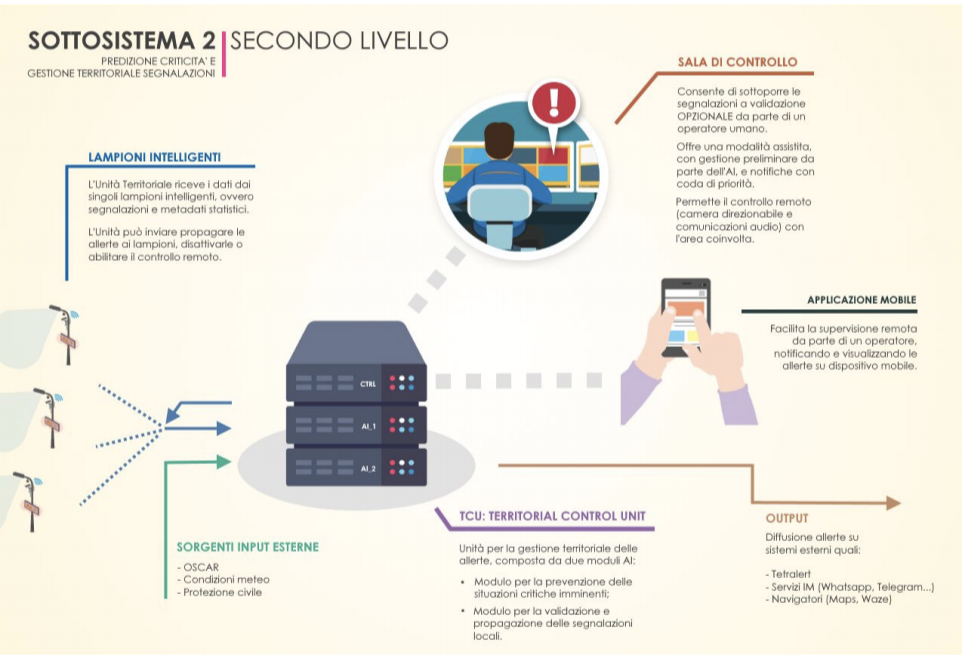 SOTTOSISTEMA 2 SECONDO LIVELLO
PREDIZIONE CRITICITA' E
GESTIONE TERRITORIALE SEGNALAZIONI
LAMPIONI INTELLIGENTI
L'Unità Territoriale riceve i dati dai
singoli lampioni intelligenti, ovvero
segnalazioni e metadati statistici.
L'Unità può inviare propagare le
allerte ai lampioni, disattivarle o
abilitare il controllo remoto.
!
SALA DI CONTROLLO
Consente di sottoporre le
segnalazioni a validazione
OPZIONALE da parte di un
operatore umano.
Offre una modalità assistita,
con gestione preliminare da
parte dell'AI, e notifiche con
coda di priorità.
Permette il controllo remoto
(camera direzionabile e
comunicazioni audio) con
l'area coinvolta.
APPLICAZIONE MOBILE
Facilita la supervisione remota
da parte di un operatore,
notificando e visualizzando le
allerte su dispositivo mobile.
CTRL
AI_1
AI_2
SORGENTI INPUT ESTERNE
- OSCAR
- Condizioni meteo
- Protezione civile
TCU: TERRITORIAL CONTROL UNIT
Unità per la gestione territoriale delle
allerte, composta da due moduli AI:
• Modulo per la prevenzione delle
situazioni critiche imminenti;
• Modulo per la validazione e
propagazione delle segnalazioni
locali.
OUTPUT
Diffusione allerte su
sistemi esterni quali:
- Tetralert
- Servizi IM (Whatsapp, Telegram...)
- Navigatori (Maps, Waze)